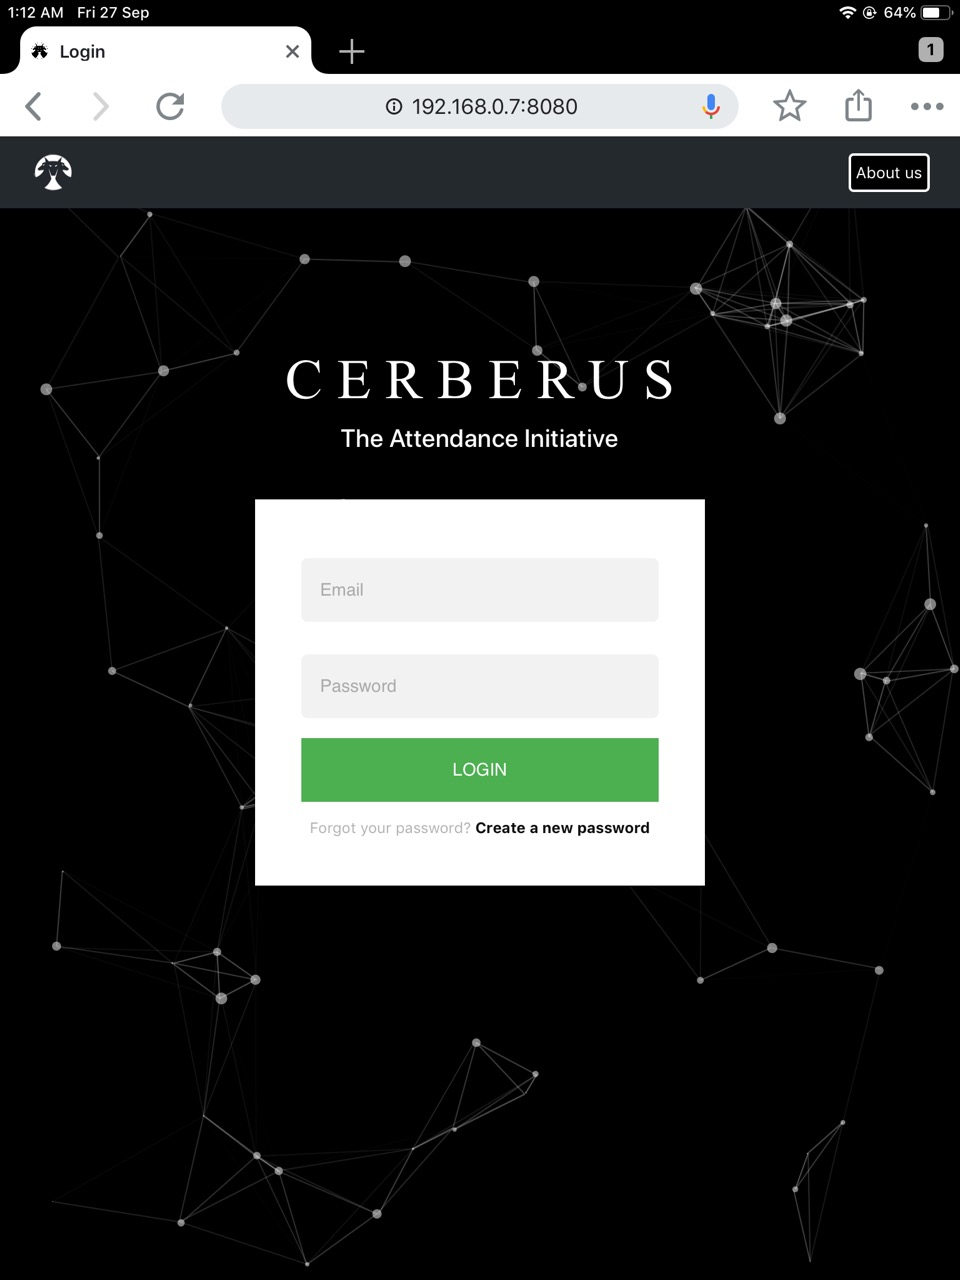 1:12 AM Fri 27 Sep 64%
Login 1
192.168.0.7:8080
About us
CERBERUS
The Attendance Initiative
Email
Password
LOGIN
Forgot your password? Create a new password